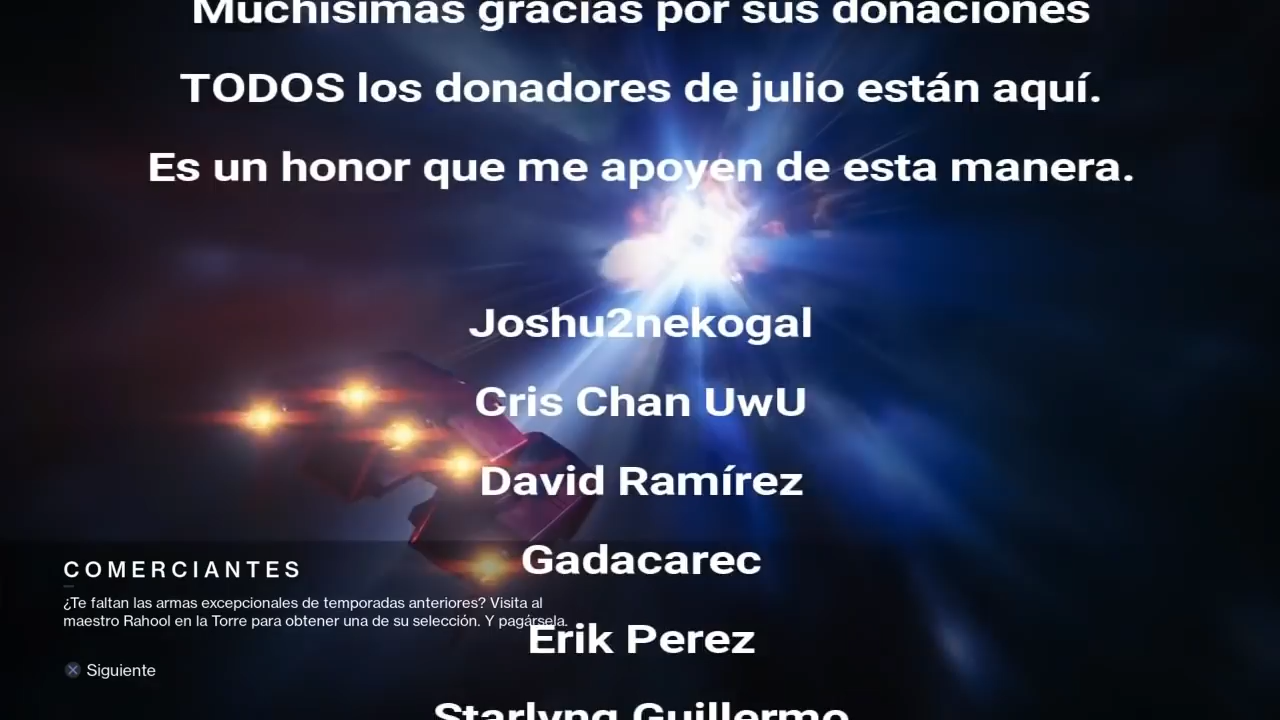 Muchísimas gracias por sus donaciones
TODOS los donadores de julio están aquí.
Es un honor que me apoyen de esta manera.
Joshu2nekogal
Cris Chan UwU
David Ramírez
Gadacarec
COMERCIANTES
¿Te faltan las armas excepcionales de temporadas anteriores? Visita al
maestro Rahool en la Torre para obtener una de su selección. Y pagársela.
Erik Perez
Siguiente
Starlyng Guillermo